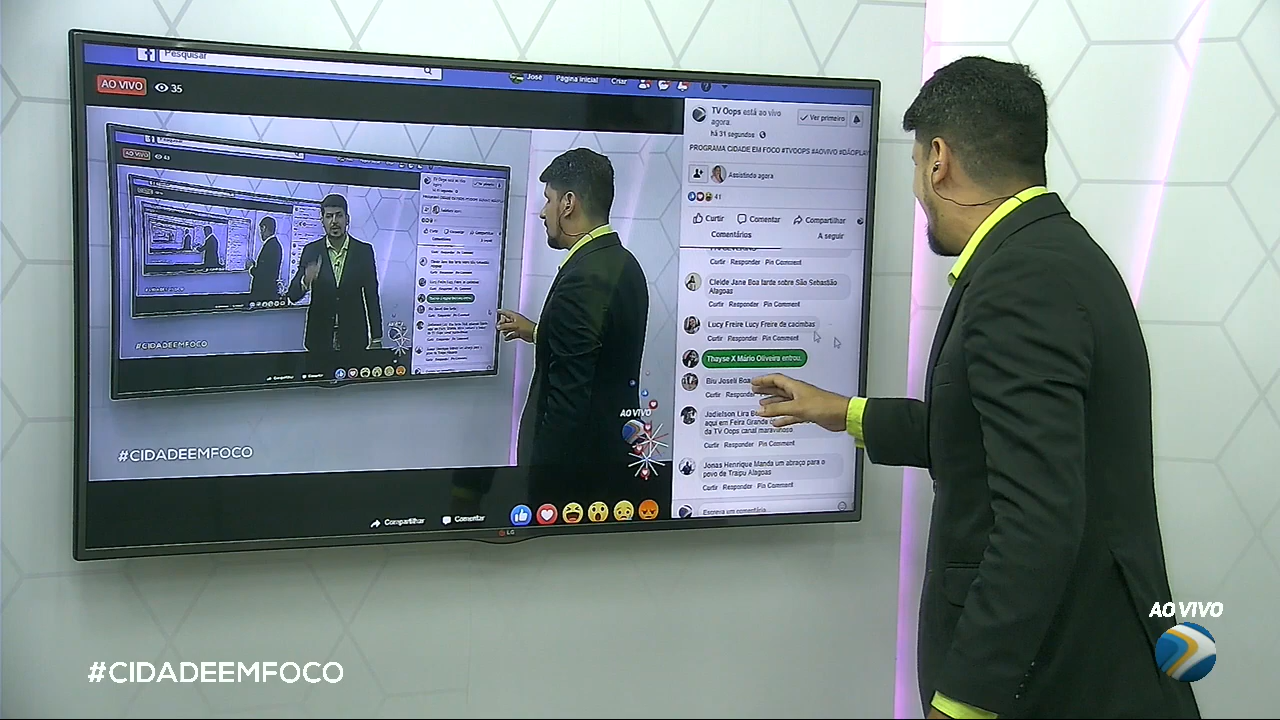 Pesquisar
José Página inicial Criar
AO VIVO 35
TV Oops está ao vivo
agora.
há 31 segundos
Ver primeiro
PROGRAMA CIDADE EM FOCO #TVOOPS #AOVIVO #DÃOPLAY
Assistindo agora
41
Curtir Comentar Compartilhar
Comentários A seguir
Curtir Responder Pin Comment
Cleide Jane Boa tarde sobre São Sebastião
Alagoas
Curtir Responder Pin Comment
Lucy Freire Lucy Freire de cacimbas
Curtir Responder Pin Comment
Thayse X Mário Oliveira entrou.
Biu Joseli Boa
Curtir Responder
Jadielson Lira
aqui em Feira Grande
da TV Oops canal maravilhoso
Curtir Responder Pin Comment
Jonas Henrique Manda um abraço para o
povo de Traipu Alagoas
Curtir Responder Pin Comment
Escreva um comentário
AO VIVO
#CIDADEEMFOCO
#CIDADEEMFOCO
Compartilhar Comentar
LG
AO VIVO
#CIDADEEMFOCO